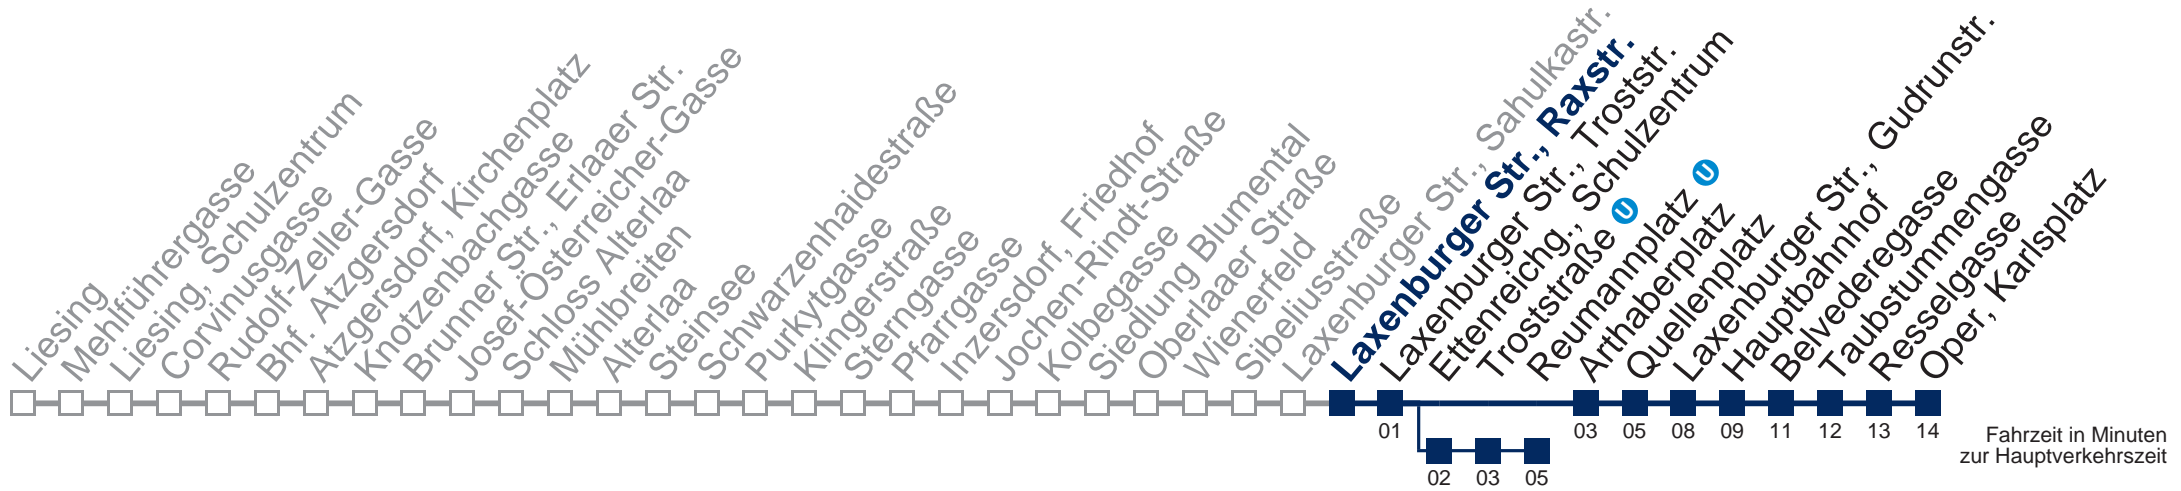 Liesing
Mehlführergasse
Liesing, Schulzentrum
Corvinusgasse
Rudolf-Zeller-Gasse
Bhf. Atzgersdorf
Atzgersdorf, Kirchenplatz
Knotzenbachgasse
Brunner Str., Erlaaer Str.
Josef-Österreicher-Gasse
Schloss Alterlaa
Mühlbreiten
Alterlaa
Steinsee
Schwarzenhaidestraße
Purkytgasse
Klingerstraße
Sterngasse
Pfarrgasse
Inzersdorf, Friedhof
Jochen-Rindt-Straße
Kolbegasse
Siedlung Blumental
Oberlaaer Straße
Wienerfeld
Sibeliusstraße
Laxenburger Str., Sahulkastr.
Laxenburger Str., Raxstr.
Laxenburger Str., Troststr.
Ettenreichg., Schulzentrum
Troststraße U
Reumannplatz U
Arthaberplatz
Quellenplatz
Laxenburger Str., Gudrunstr.
Hauptbahnhof
Belvederegasse
Taubstummengasse
Resselgasse
Oper, Karlsplatz
01 03 05 08 09 11 12 13 14
02 03 05
Fahrzeit in Minuten
zur Hauptverkehrszeit